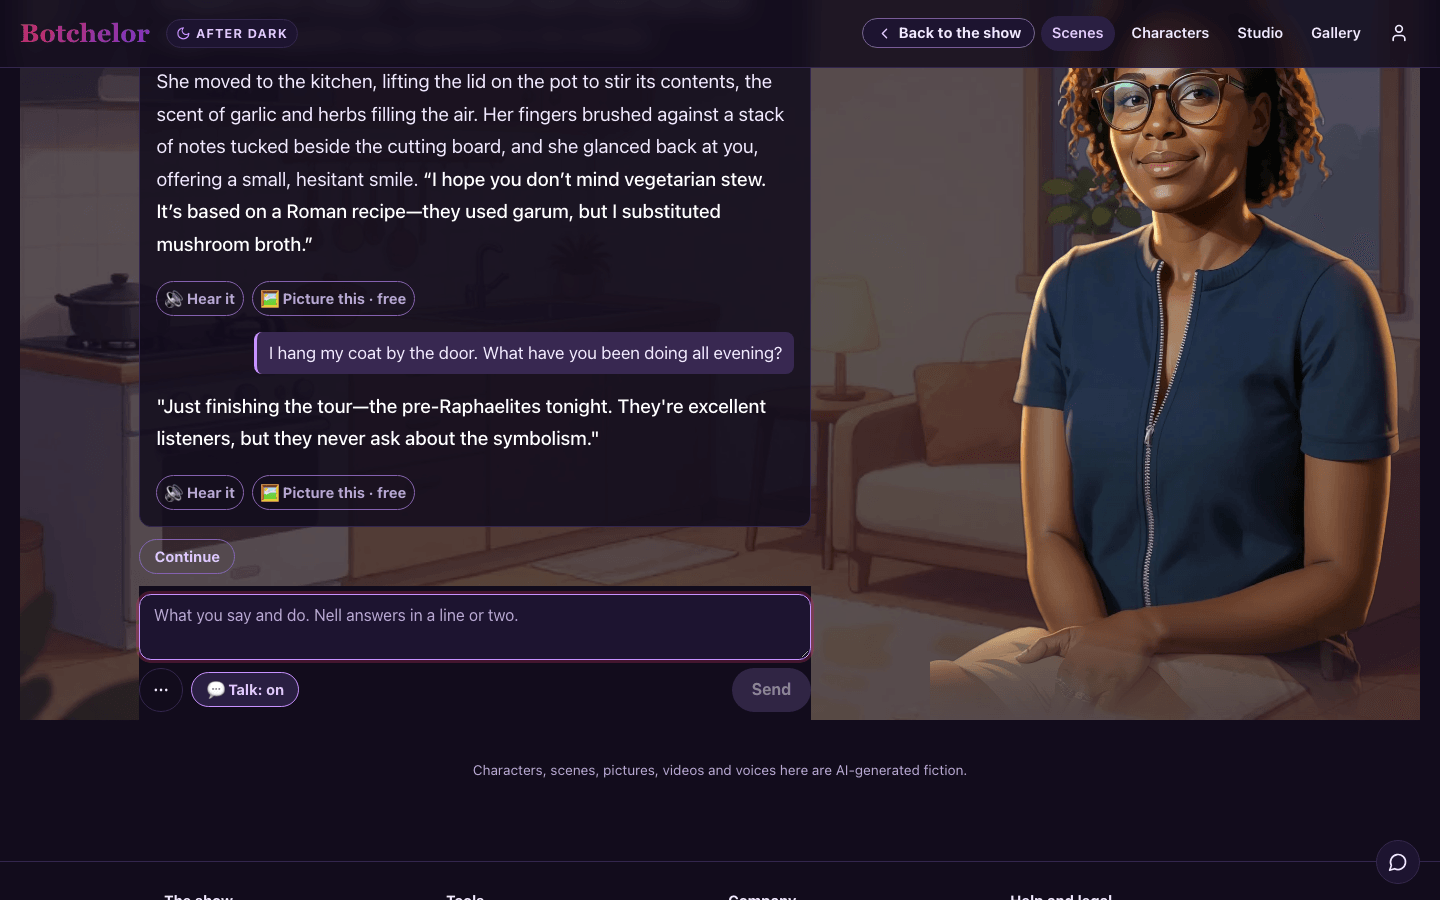 Botchelor
AFTER DARK
Back to the show
Scenes
Characters
Studio
Gallery
She moved to the kitchen, lifting the lid on the pot to stir its contents, the
scent of garlic and herbs filling the air. Her fingers brushed against a stack
of notes tucked beside the cutting board, and she glanced back at you,
offering a small, hesitant smile. “I hope you don’t mind vegetarian stew.
It’s based on a Roman recipe—they used garum, but I substituted
mushroom broth.”
Hear it
Picture this · free
I hang my coat by the door. What have you been doing all evening?
"Just finishing the tour—the pre-Raphaelites tonight. They're excellent
listeners, but they never ask about the symbolism."
Hear it
Picture this · free
Continue
What you say and do. Nell answers in a line or two.
Talk: on
Send
Characters, scenes, pictures, videos and voices here are AI-generated fiction.
The show
Tools
Company
Help and legal